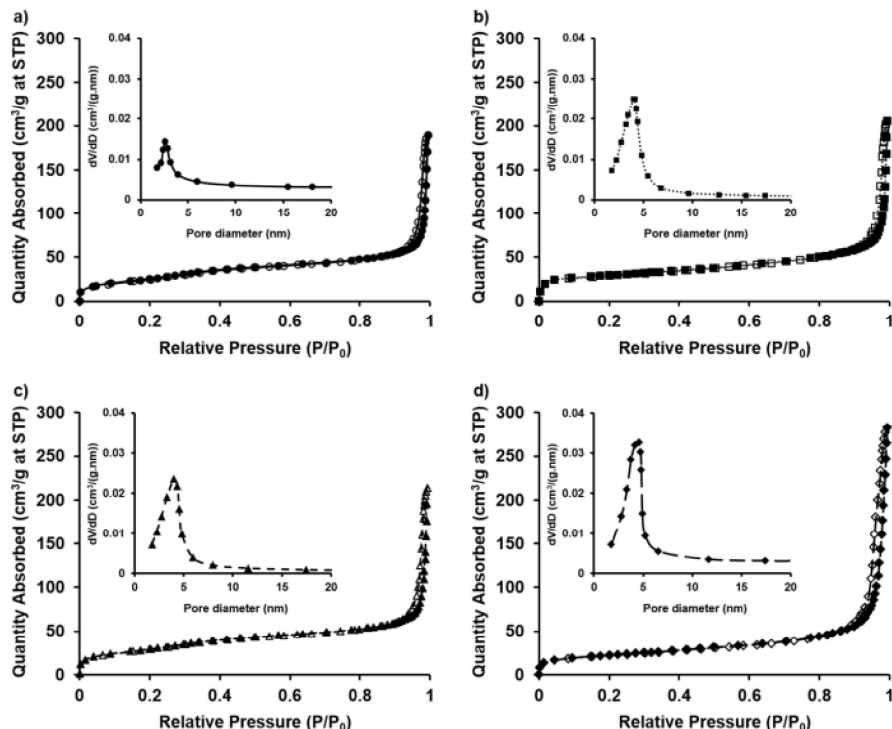 a)
Quantity Absorbed (cm³/g at STP)
300
250
200
150
100
50
0
0 0.2 0.4 0.6 0.8 1
Relative Pressure (P/P₀)
dV/dD (cm³/(g.nm))
0.04
0.03
0.02
0.01
0
0 5 10 15 20
Pore diameter (nm)
b)
Quantity Absorbed (cm³/g at STP)
300
250
200
150
100
50
0
0 0.2 0.4 0.6 0.8 1
Relative Pressure (P/P₀)
dV/dD (cm³/(g.nm))
0.04
0.03
0.02
0.01
0
0 5 10 15 20
Pore diameter (nm)
c)
Quantity Absorbed (cm³/g at STP)
300
250
200
150
100
50
0
0 0.2 0.4 0.6 0.8 1
Relative Pressure (P/P₀)
dV/dD (cm³/(g.nm))
0.04
0.03
0.02
0.01
0
0 5 10 15 20
Pore diameter (nm)
d)
Quantity Absorbed (cm³/g at STP)
300
250
200
150
100
50
0
0 0.2 0.4 0.6 0.8 1
Relative Pressure (P/P₀)
dV/dD (cm³/(g.nm))
0.04
0.03
0.02
0.01
0
0 5 10 15 20
Pore diameter (nm)